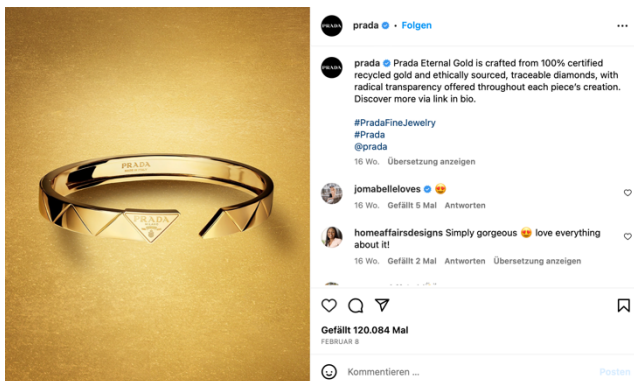 PRADA
PRADA
MILANO
prada • Folgen
prada Prada Eternal Gold is crafted from 100% certified
recycled gold and ethically sourced, traceable diamonds, with
radical transparency offered throughout each piece's creation.
Discover more via link in bio.
#PradaFineJewelry
#Prada
@prada
16 Wo. Übersetzung anzeigen
jomabelleloves 😍
16 Wo. Gefällt 5 Mal Antworten
homeaffairsdesigns Simply gorgeous 😍 love everything
about it!
16 Wo. Gefällt 2 Mal Antworten Übersetzung anzeigen
Gefällt 120.084 Mal
FEBRUAR 8
Kommentieren ...
Posten